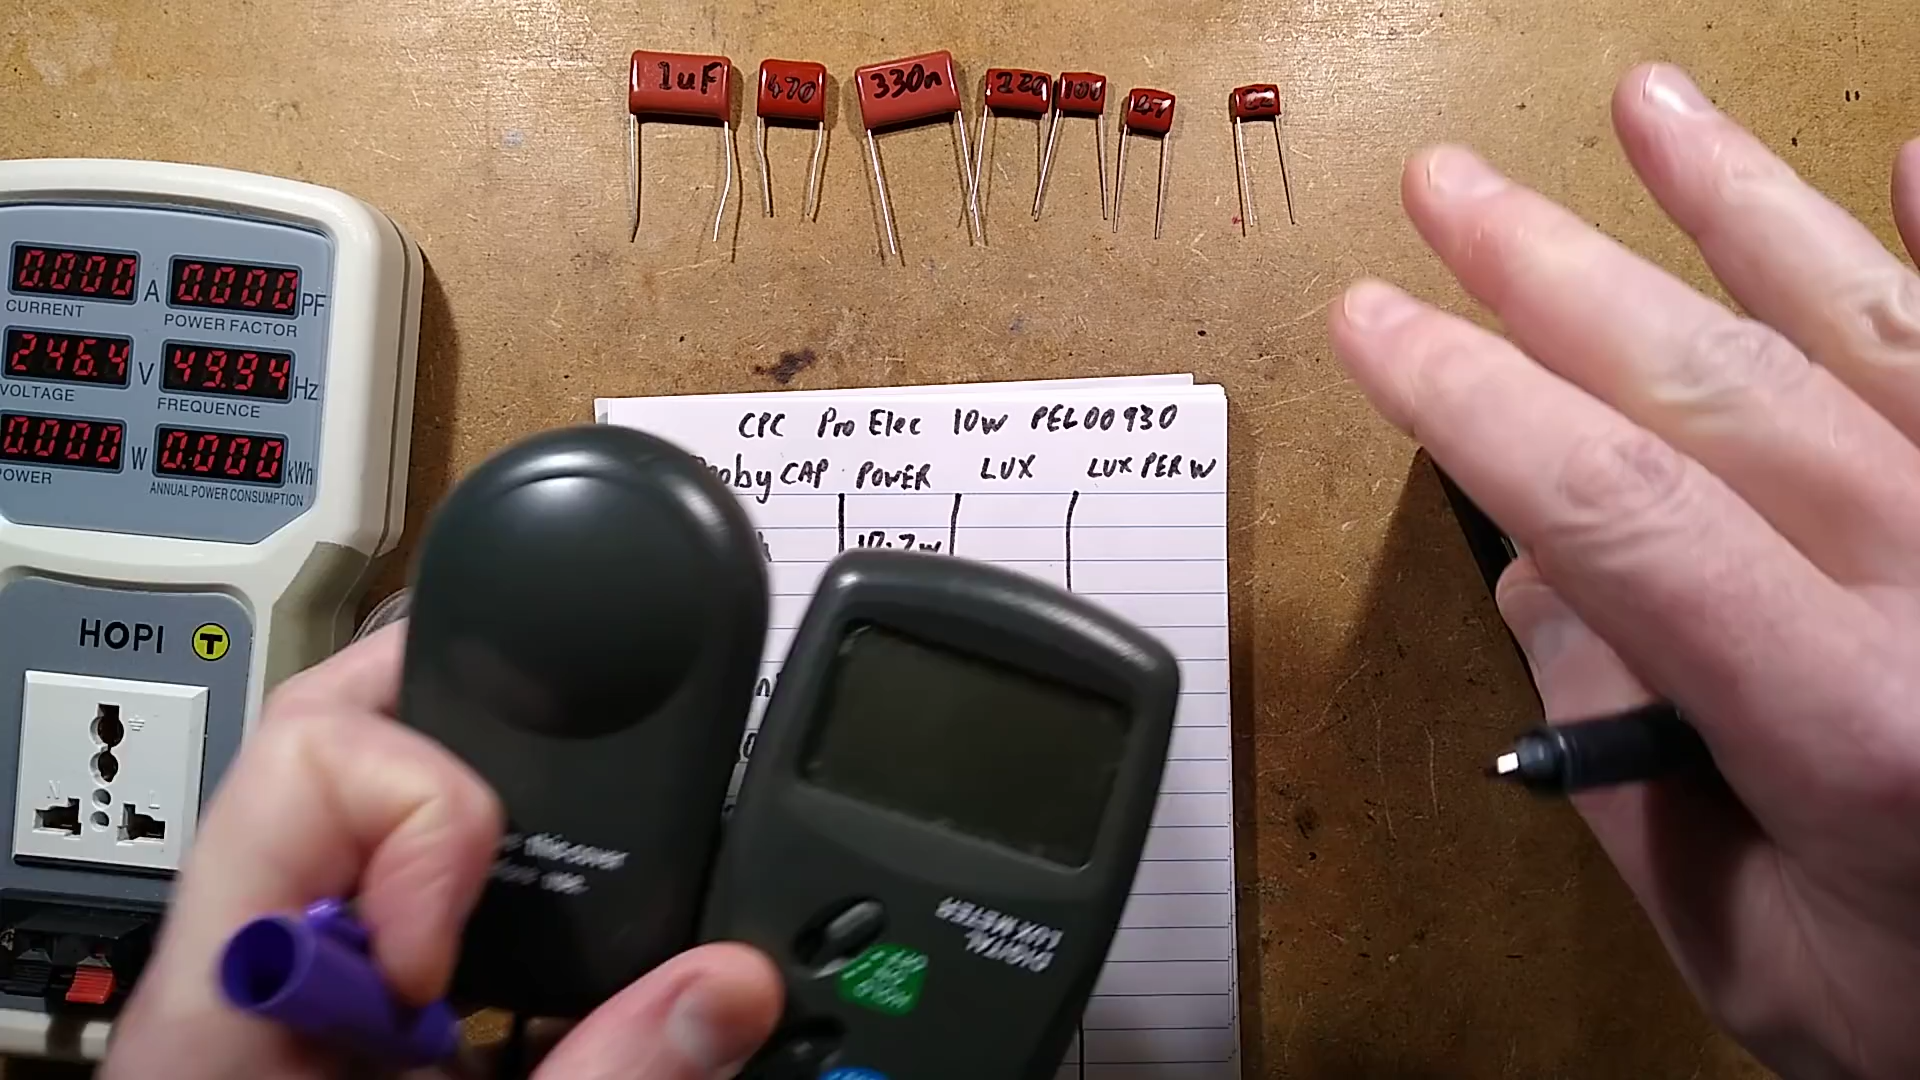 1uF
470
330n
220
100
47
0.000 A
CURRENT
0.000 PF
POWER FACTOR
246.4 V
VOLTAGE
49.94 Hz
FREQUENCE
0.000 W
POWER
0.000 kWh
ANNUAL POWER CONSUMPTION
HOPI T
N L
CPC Pro Elec 10w PEL00930
CAP POWER LUX LUX PER W
DIGITAL
LUX METER